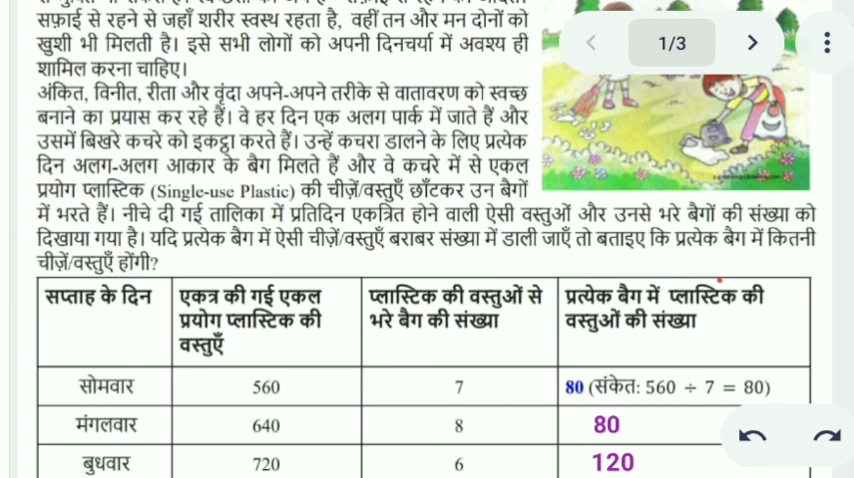 सफ़ाई से रहने से जहाँ शरीर स्वस्थ रहता है, वहीं तन और मन दोनों को
खुशी भी मिलती है। इसे सभी लोगों को अपनी दिनचर्या में अवश्य ही
शामिल करना चाहिए।
अंकित, विनीत, रीता और वृंदा अपने-अपने तरीके से वातावरण को स्वच्छ
बनाने का प्रयास कर रहे हैं। वे हर दिन एक अलग पार्क में जाते हैं और
उसमें बिखरे कचरे को इकट्ठा करते हैं। उन्हें कचरा डालने के लिए प्रत्येक
दिन अलग-अलग आकार के बैग मिलते हैं और वे कचरे में से एकल
प्रयोग प्लास्टिक (Single-use Plastic) की चीज़ें/वस्तुएँ छाँटकर उन बैगों
में भरते हैं। नीचे दी गई तालिका में प्रतिदिन एकत्रित होने वाली ऐसी वस्तुओं और उनसे भरे बैगों की संख्या को
दिखाया गया है। यदि प्रत्येक बैग में ऐसी चीज़ें/वस्तुएँ बराबर संख्या में डाली जाएँ तो बताइए कि प्रत्येक बैग में कितनी
चीज़ें/वस्तुएँ होंगी?
1/3
सप्ताह के दिन
एकत्र की गई एकल
प्रयोग प्लास्टिक की
वस्तुएँ
प्लास्टिक की वस्तुओं से
भरे बैग की संख्या
प्रत्येक बैग में प्लास्टिक की
वस्तुओं की संख्या
सोमवार 560 7 80 (संकेत: 560 ÷ 7 = 80)
मंगलवार 640 8 80
बुधवार 720 6 120